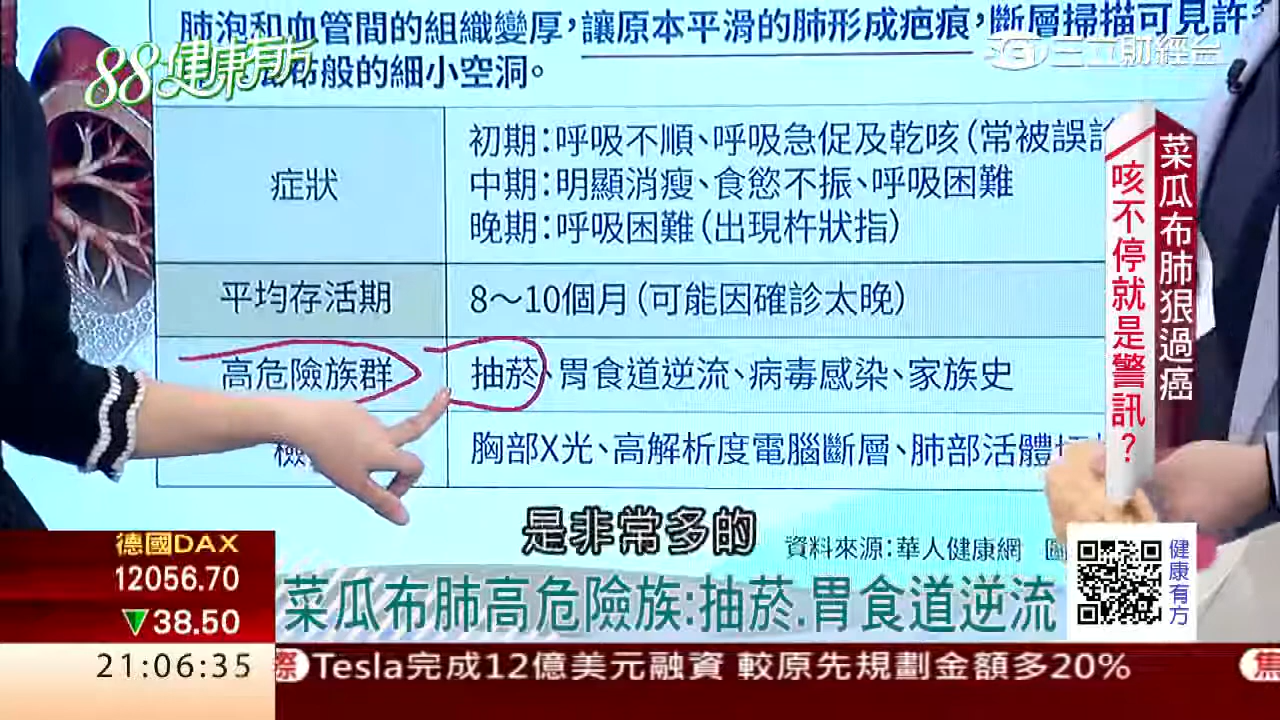 肺泡和血管間的組織變厚，讓原本平滑的肺形成疤痕，斷層掃描可見許多
般的細小空洞。
88健康有方
三立財經台
症狀
初期：呼吸不順、呼吸急促及乾咳（常被誤診
中期：明顯消瘦、食慾不振、呼吸困難
晚期：呼吸困難（出現杵狀指）
平均存活期
8～10個月（可能因確診太晚）
高危險族群
抽菸、胃食道逆流、病毒感染、家族史
檢
胸部X光、高解析度電腦斷層、肺部活體切
菜瓜布肺狠過癌
咳不停就是警訊？
是非常多的
資料來源：華人健康網
健康有方
德國DAX
12056.70
▼38.50
菜瓜布肺高危險族:抽菸.胃食道逆流
21:06:35
際 Tesla完成12億美元融資 較原先規劃金額多20%
焦